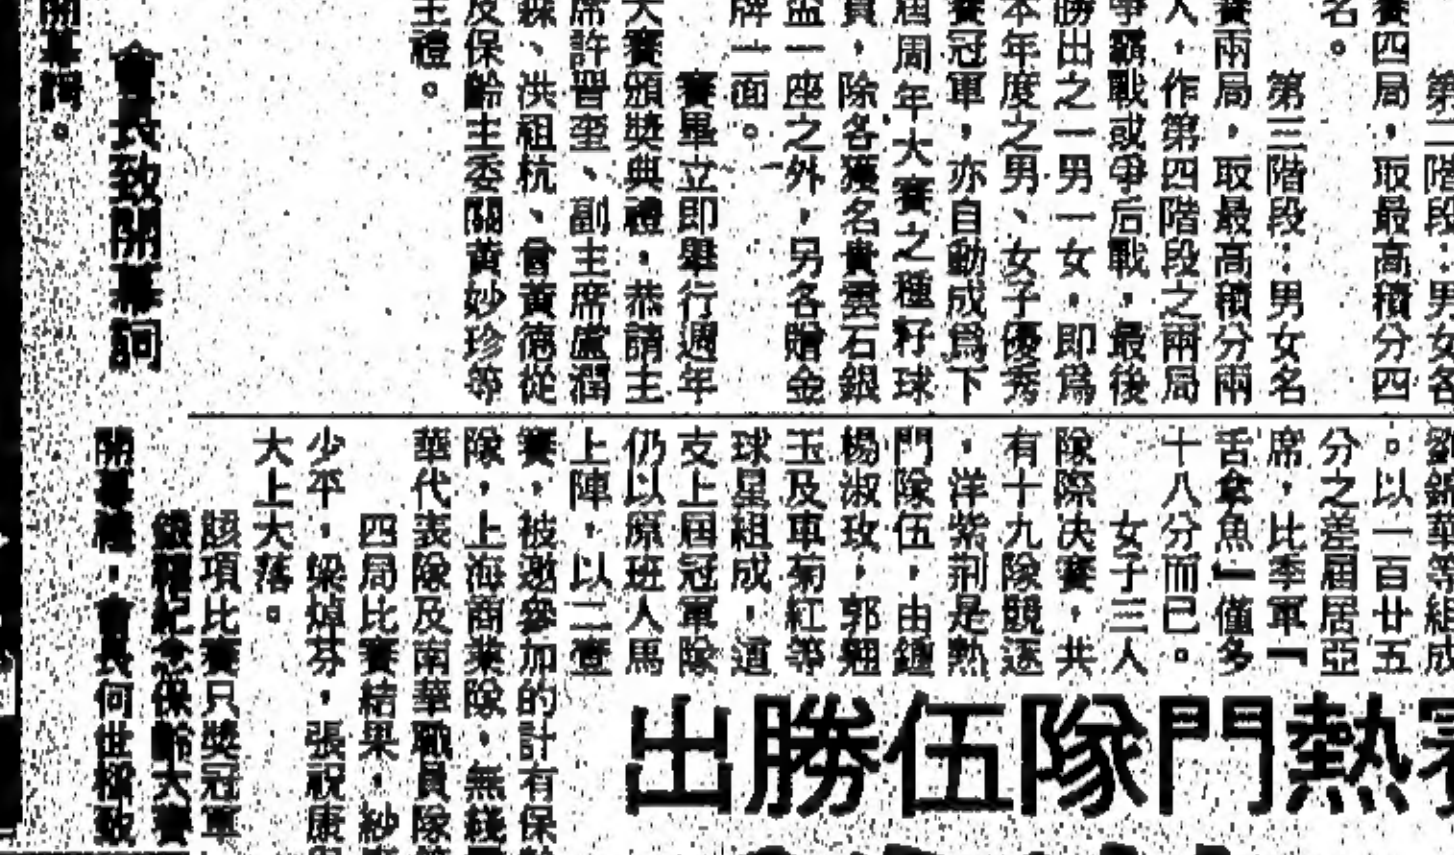 第二階段：男女各
賽四局，取最高積分四
名。
第三階段：男女名
賽兩局，取最高積分兩
人，作第四階段之兩局
爭霸戰或爭后戰，最後
勝出之一男一女，即爲
本年度之男、女子優秀
賽冠軍，亦自動成爲下
屆周年大賽之種籽球
員，除各獲名貴雲石銀
盃一座之外，另各贈金
牌一面。
賽畢立即舉行週年
大賽頒獎典禮，恭請主
席許晋奎、副主席盧潤
森、洪祖杭、曾黃德從
及保齡主委關黃妙珍等
主禮。
會長致開幕詞
開幕詞。
劉錦華等組成
。以一百廿五
分之差屆居亞
席，比季軍「
舌拿魚」僅多
十八分而已。
女子三人
隊際决賽，共
有十九隊競逐
，洋紫荆是熱
門隊伍，由鍾
楊淑玫，郭翹
玉及車菊紅等
球星組成，這
支上屆冠軍隊
仍以原班人馬
上陣，以二壹
賽熱門隊伍勝出
賽，被邀參加的計有保
隊，上海商業隊，無綫
華代表隊及南華職員隊
四局比賽結果，紗
少平，梁焯芬，張祝康
大上大落。
該項比賽只獎冠軍
銀禧紀念保齡大賽
開幕禮，會長何世樑致